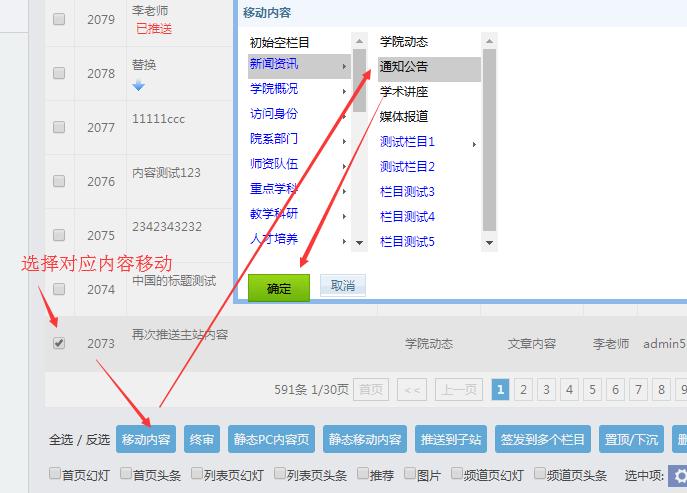 2079 李老师
已推送
2078 替换
2077 11111ccc
2076 内容测试123
2075 2342343232
选择对应内容移动
2074 中国的标题测试
2073 再次推送主站内容 学院动态 文章内容 李老师 admin5
移动内容
初始空栏目
新闻资讯
学院概况
访问身份
院系部门
师资队伍
重点学科
教学科研
人才培养
学院动态
通知公告
学术讲座
媒体报道
测试栏目1
测试栏目2
栏目测试3
栏目测试4
栏目测试5
确定 取消
591条 1/30页 首页 << 上一页 1 2 3 4 5 6 7 8 9
全选 / 反选 移动内容 终审 静态PC内容页 静态移动内容 推送到子站 签发到多个栏目 置顶/下沉
首页幻灯 首页头条 列表页幻灯 列表页头条 推荐 图片 频道页幻灯 频道页头条 选中项: